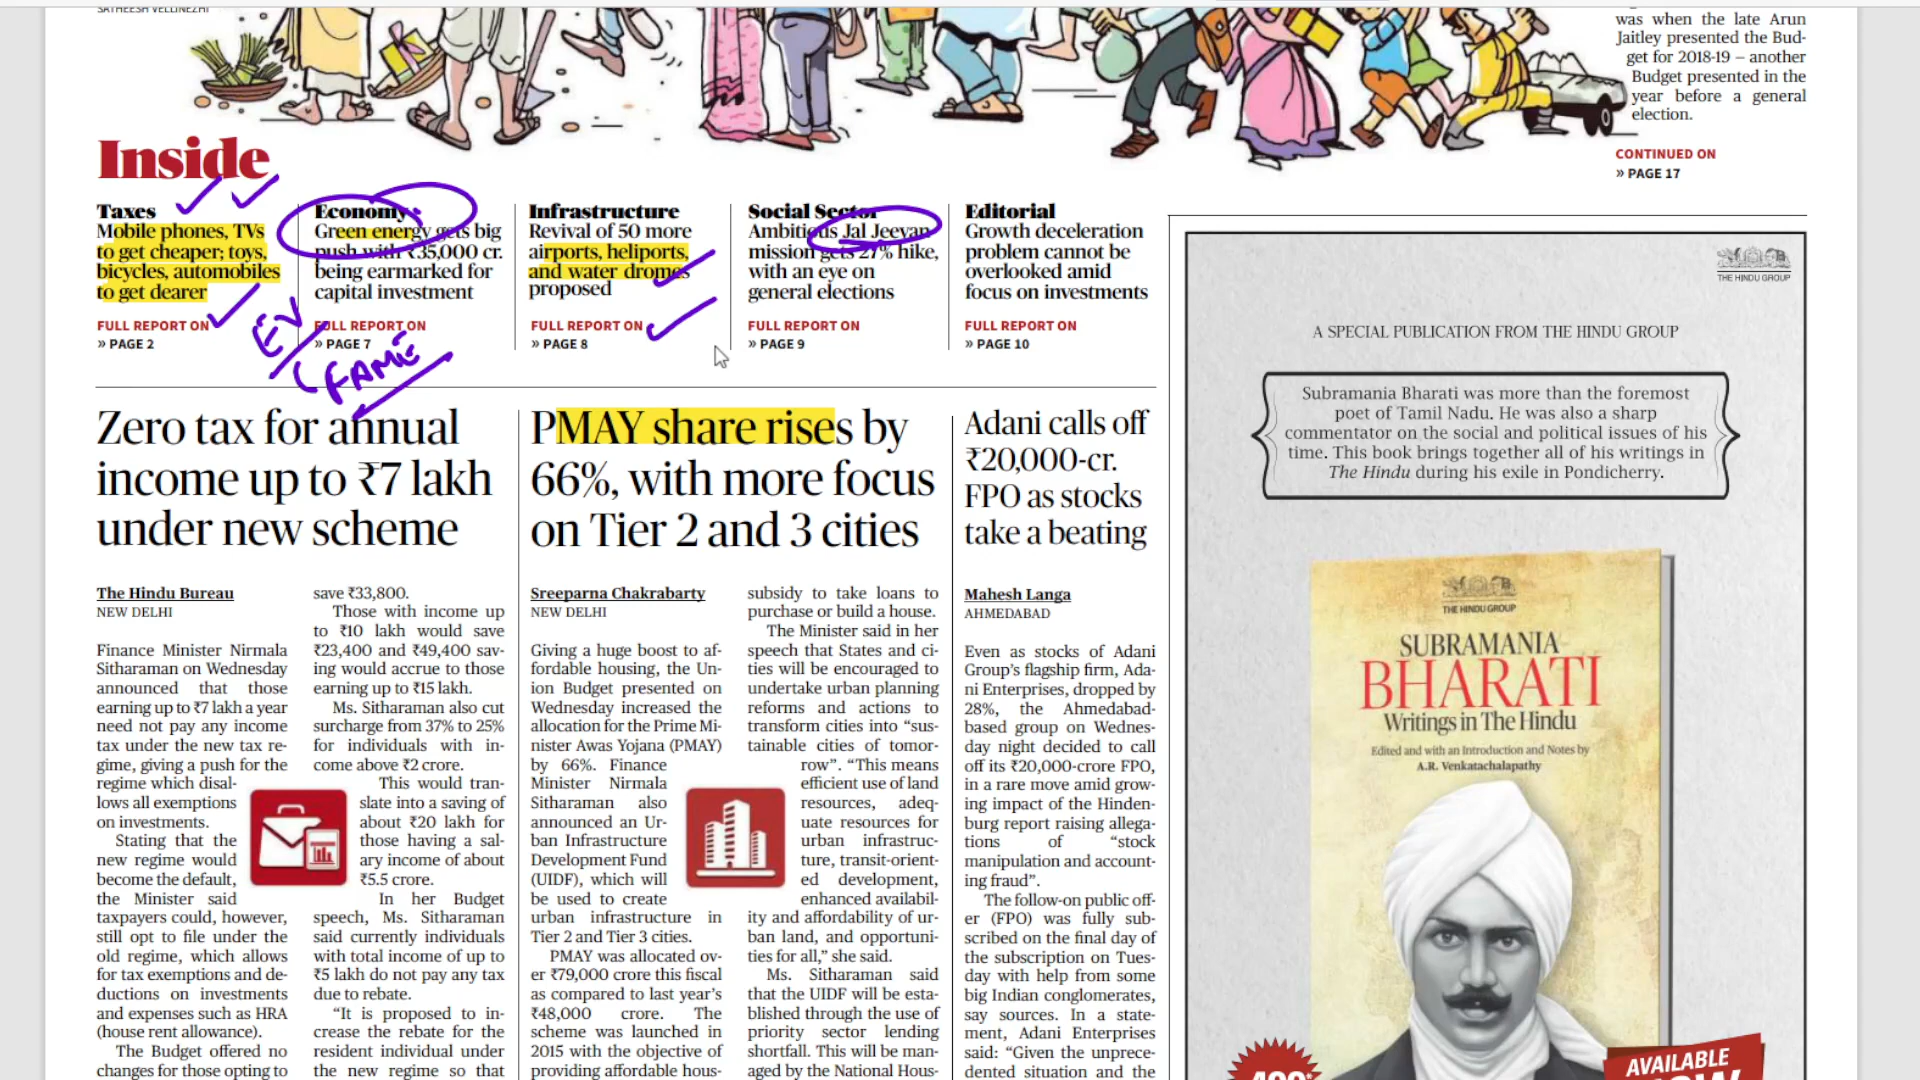 SATHEESH VELLINEZHI
was when the late Arun
Jaitley presented the Bud-
get for 2018-19 – another
Budget presented in the
year before a general
election.
CONTINUED ON
» PAGE 17
Inside
Taxes
Mobile phones, TVs
to get cheaper; toys,
bicycles, automobiles
to get dearer
FULL REPORT ON
» PAGE 2
Economy
Green energy gets big
push with ₹35,000 cr.
being earmarked for
capital investment
FULL REPORT ON
» PAGE 7
EV
FAME
Infrastructure
Revival of 50 more
airports, heliports,
and water dromes
proposed
FULL REPORT ON
» PAGE 8
Social Sector
Ambitious Jal Jeevan
mission gets 27% hike,
with an eye on
general elections
FULL REPORT ON
» PAGE 9
Editorial
Growth deceleration
problem cannot be
overlooked amid
focus on investments
FULL REPORT ON
» PAGE 10
Zero tax for annual
income up to ₹7 lakh
under new scheme
The Hindu Bureau
NEW DELHI
Finance Minister Nirmala
Sitharaman on Wednesday
announced that those
earning up to ₹7 lakh a year
need not pay any income
tax under the new tax re-
gime, giving a push for the
regime which disal-
lows all exemptions
on investments.
Stating that the
new regime would
become the default,
the Minister said
taxpayers could, however,
still opt to file under the
old regime, which allows
for tax exemptions and de-
ductions on investments
and expenses such as HRA
(house rent allowance).
The Budget offered no
changes for those opting to
save ₹33,800.
Those with income up
to ₹10 lakh would save
₹23,400 and ₹49,400 sav-
ing would accrue to those
earning up to ₹15 lakh.
Ms. Sitharaman also cut
surcharge from 37% to 25%
for individuals with in-
come above ₹2 crore.
This would tran-
slate into a saving of
about ₹20 lakh for
those having a sal-
ary income of about
₹5.5 crore.
In her Budget
speech, Ms. Sitharaman
said currently individuals
with total income of up to
₹5 lakh do not pay any tax
due to rebate.
“It is proposed to in-
crease the rebate for the
resident individual under
the new regime so that
PMAY share rises by
66%, with more focus
on Tier 2 and 3 cities
Sreeparna Chakrabarty
NEW DELHI
Giving a huge boost to af-
fordable housing, the Un-
ion Budget presented on
Wednesday increased the
allocation for the Prime Mi-
nister Awas Yojana (PMAY)
by 66%. Finance
Minister Nirmala
Sitharaman also
announced an Ur-
ban Infrastructure
Development Fund
(UIDF), which will
be used to create
urban infrastructure in
Tier 2 and Tier 3 cities.
PMAY was allocated ov-
er ₹79,000 crore this fiscal
as compared to last year’s
₹48,000 crore. The
scheme was launched in
2015 with the objective of
providing affordable hous-
subsidy to take loans to
purchase or build a house.
The Minister said in her
speech that States and ci-
ties will be encouraged to
undertake urban planning
reforms and actions to
transform cities into “sus-
tainable cities of tomor-
row”. “This means
efficient use of land
resources, adeq-
uate resources for
urban infrastruc-
ture, transit-orient-
ed development,
enhanced availabil-
ity and affordability of ur-
ban land, and opportuni-
ties for all,” she said.
Ms. Sitharaman said
that the UIDF will be esta-
blished through the use of
priority sector lending
shortfall. This will be man-
aged by the National Hous-
Adani calls off
₹20,000-cr.
FPO as stocks
take a beating
Mahesh Langa
AHMEDABAD
Even as stocks of Adani
Group’s flagship firm, Ada-
ni Enterprises, dropped by
28%, the Ahmedabad-
based group on Wednes-
day night decided to call
off its ₹20,000-crore FPO,
in a rare move amid grow-
ing impact of the Hinden-
burg report raising allega-
tions of “stock
manipulation and account-
ing fraud”.
The follow-on public off-
er (FPO) was fully sub-
scribed on the final day of
the subscription on Tues-
day with help from some
big Indian conglomerates,
say sources. In a state-
ment, Adani Enterprises
said: “Given the unprece-
dented situation and the
THE HINDU GROUP
A SPECIAL PUBLICATION FROM THE HINDU GROUP
Subramania Bharati was more than the foremost
poet of Tamil Nadu. He was also a sharp
commentator on the social and political issues of his
time. This book brings together all of his writings in
The Hindu during his exile in Pondicherry.
THE HINDU GROUP
SUBRAMANIA
BHARATI
Writings in The Hindu
Edited and with an Introduction and Notes by
A.R. Venkatachalapathy
AVAILABLE